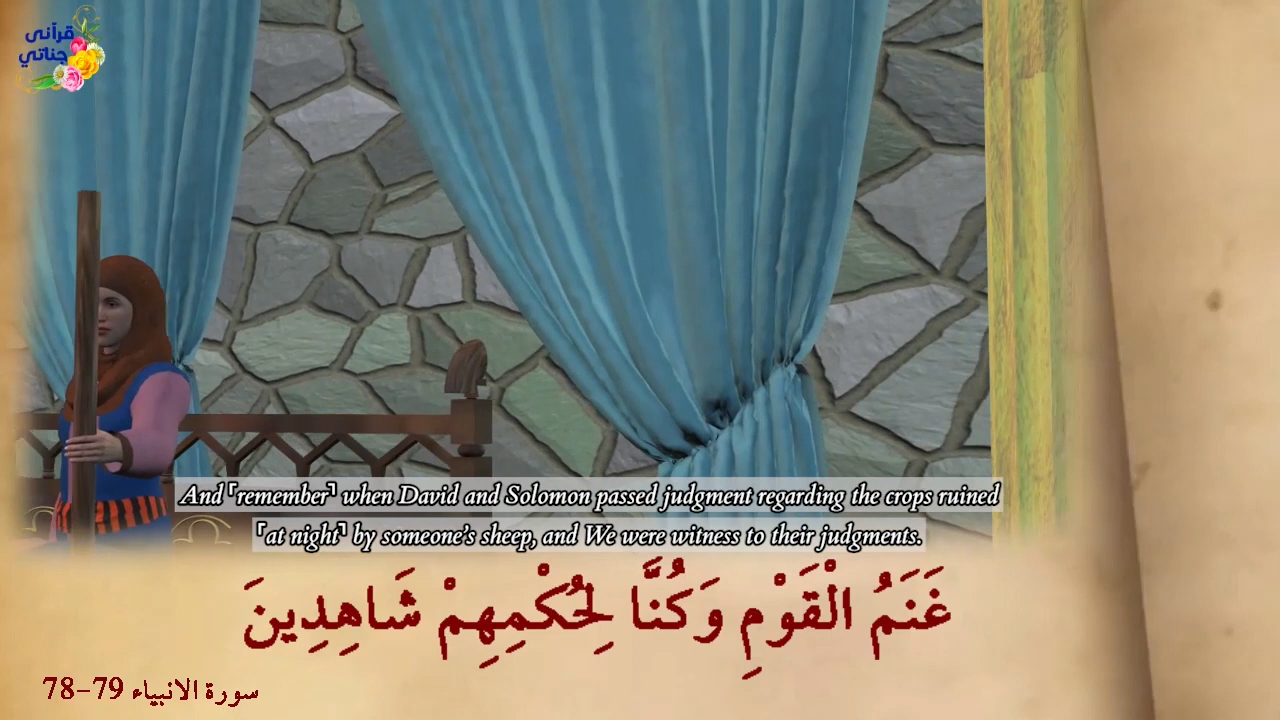 قرآنی
جناتي
And ｢remember｣ when David and Solomon passed judgment regarding the crops ruined
｢at night｣ by someone's sheep, and We were witness to their judgments.
غَنَمُ الْقَوْمِ وَكُنَّا لِحُكْمِهِمْ شَاهِدِينَ
سورة الانبياء 79-78